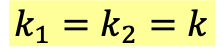 k₁ = k₂ = k